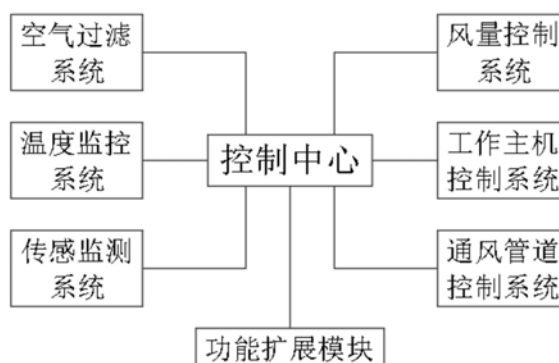 空气过滤
系统
风量控制
系统
温度监控
系统
控制中心
工作主机
控制系统
传感监测
系统
通风管道
控制系统
功能扩展模块